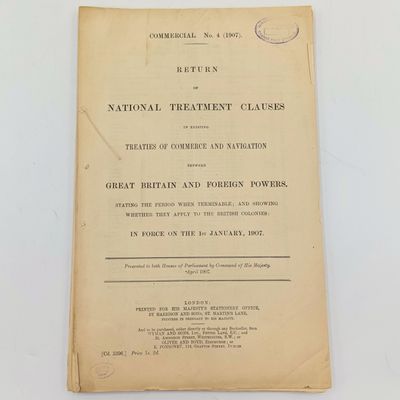 COMMERCIAL. No. 4 (1907).
RETURN
OF
NATIONAL TREATMENT CLAUSES
IN EXISTING
TREATIES OF COMMERCE AND NAVIGATION
BETWEEN
GREAT BRITAIN AND FOREIGN POWERS,
STATING THE PERIOD WHEN TERMINABLE; AND SHOWING
WHETHER THEY APPLY TO THE BRITISH COLONIES:
IN FORCE ON THE 1ST JANUARY, 1907.
Presented to both Houses of Parliament by Command of His Majesty.
April 1907.
LONDON:
PRINTED FOR HIS MAJESTY'S STATIONERY OFFICE,
BY HARRISON AND SONS, ST. MARTIN'S LANE,
PRINTERS IN ORDINARY TO HIS MAJESTY.
And to be purchased, either directly or through any Bookseller, from
WYMAN AND SONS, LTD., FETTER LANE, E.C.; and
32, ABINGDON STREET, WESTMINSTER, S.W.; or
OLIVER AND BOYD, EDINBURGH; or
E. PONSONBY, 116, GRAFTON STREET, DUBLIN.
Price 1s. 2d.